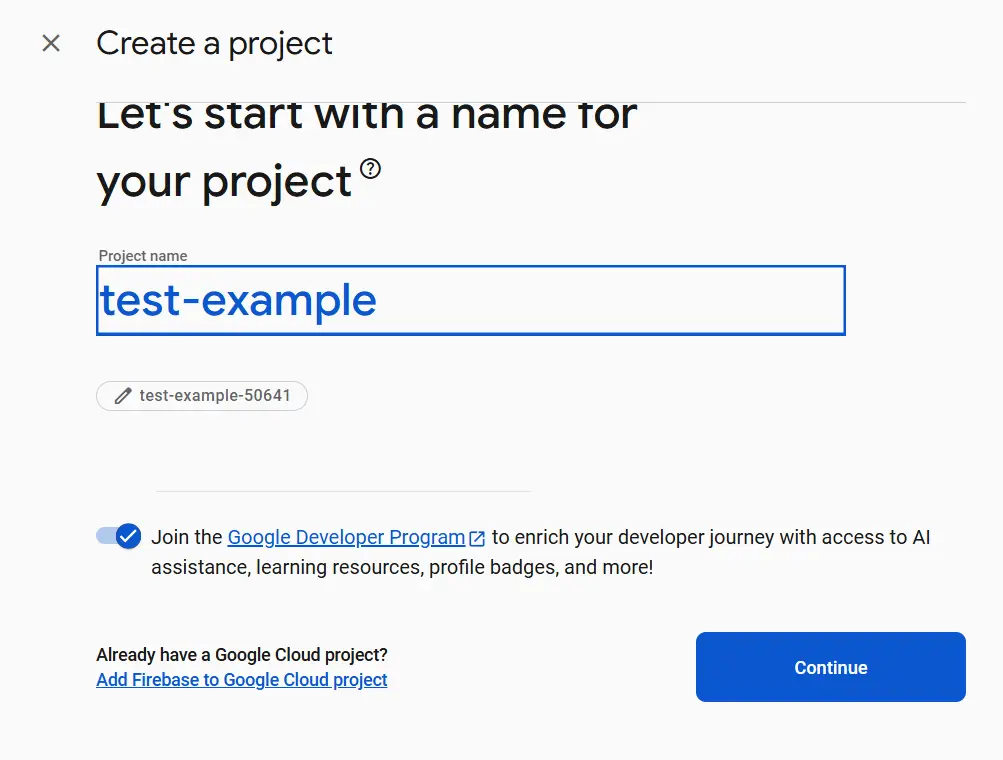 Create a project
Let's start with a name for
your project
Project name
test-example
test-example-50641
Join the Google Developer Program to enrich your developer journey with access to AI
assistance, learning resources, profile badges, and more!
Already have a Google Cloud project?
Add Firebase to Google Cloud project
Continue